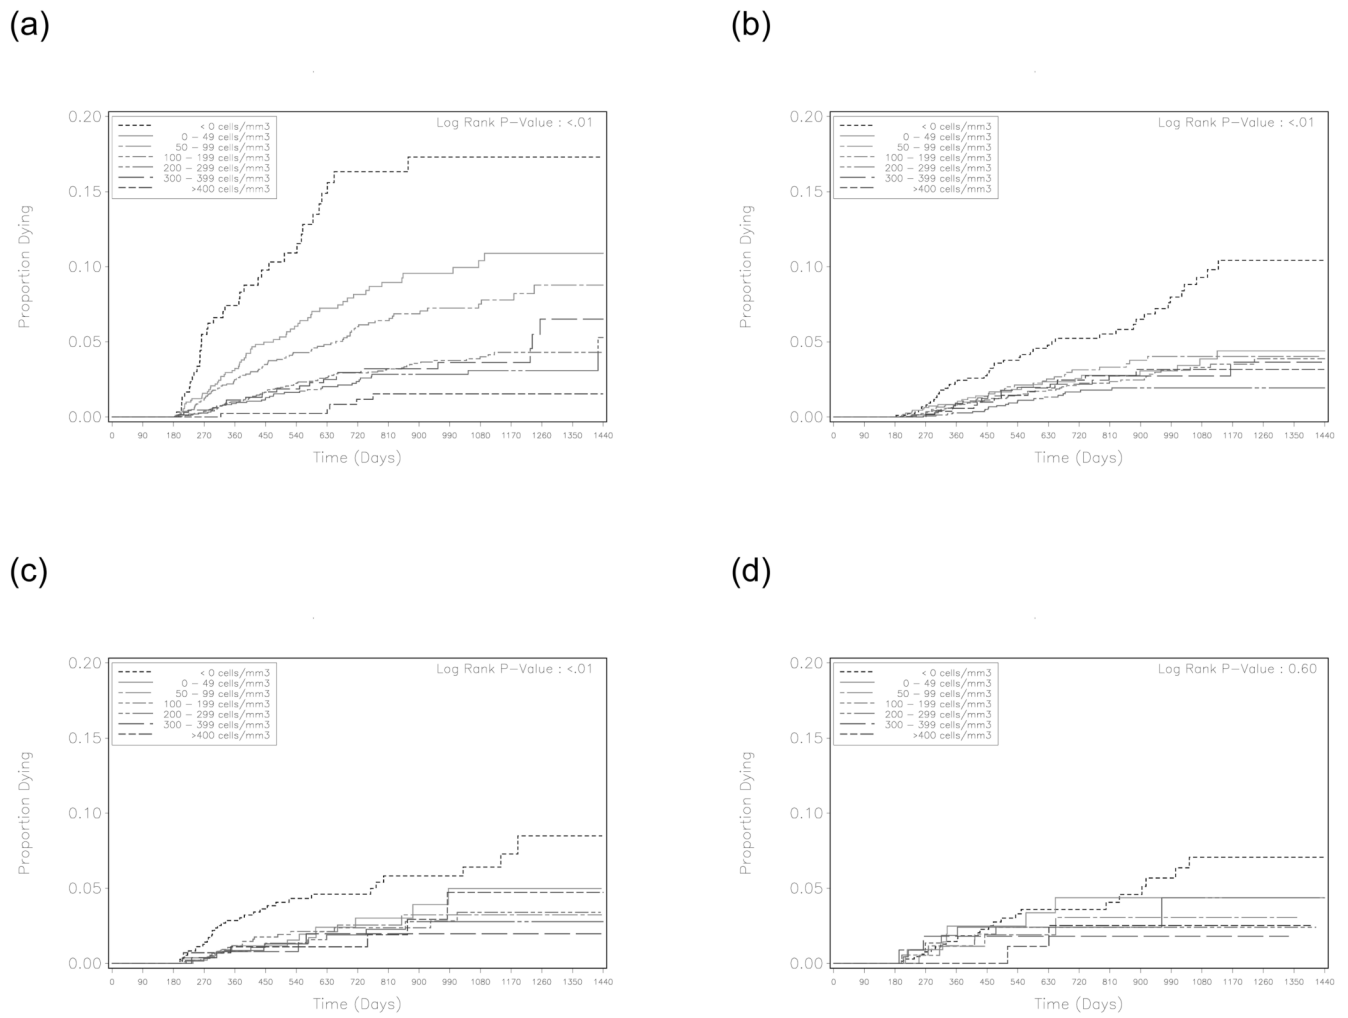 (a)
(b)
0.20
0.15
0.10
0.05
0.00
Proportion Dying
< 0 cells/mm3
0 – 49 cells/mm3
50 – 99 cells/mm3
100 – 199 cells/mm3
200 – 299 cells/mm3
300 – 399 cells/mm3
>400 cells/mm3
Log Rank P-Value : <.01
0 90 180 270 360 450 540 630 720 810 900 990 1080 1170 1260 1350 1440
Time (Days)
0.20
0.15
0.10
0.05
0.00
Proportion Dying
< 0 cells/mm3
0 – 49 cells/mm3
50 – 99 cells/mm3
100 – 199 cells/mm3
200 – 299 cells/mm3
300 – 399 cells/mm3
>400 cells/mm3
Log Rank P-Value : <.01
0 90 180 270 360 450 540 630 720 810 900 990 1080 1170 1260 1350 1440
Time (Days)
(c)
(d)
0.20
0.15
0.10
0.05
0.00
Proportion Dying
< 0 cells/mm3
0 – 49 cells/mm3
50 – 99 cells/mm3
100 – 199 cells/mm3
200 – 299 cells/mm3
300 – 399 cells/mm3
>400 cells/mm3
Log Rank P-Value : <.01
0 90 180 270 360 450 540 630 720 810 900 990 1080 1170 1260 1350 1440
Time (Days)
0.20
0.15
0.10
0.05
0.00
Proportion Dying
< 0 cells/mm3
0 – 49 cells/mm3
50 – 99 cells/mm3
100 – 199 cells/mm3
200 – 299 cells/mm3
300 – 399 cells/mm3
>400 cells/mm3
Log Rank P-Value : 0.60
0 90 180 270 360 450 540 630 720 810 900 990 1080 1170 1260 1350 1440
Time (Days)